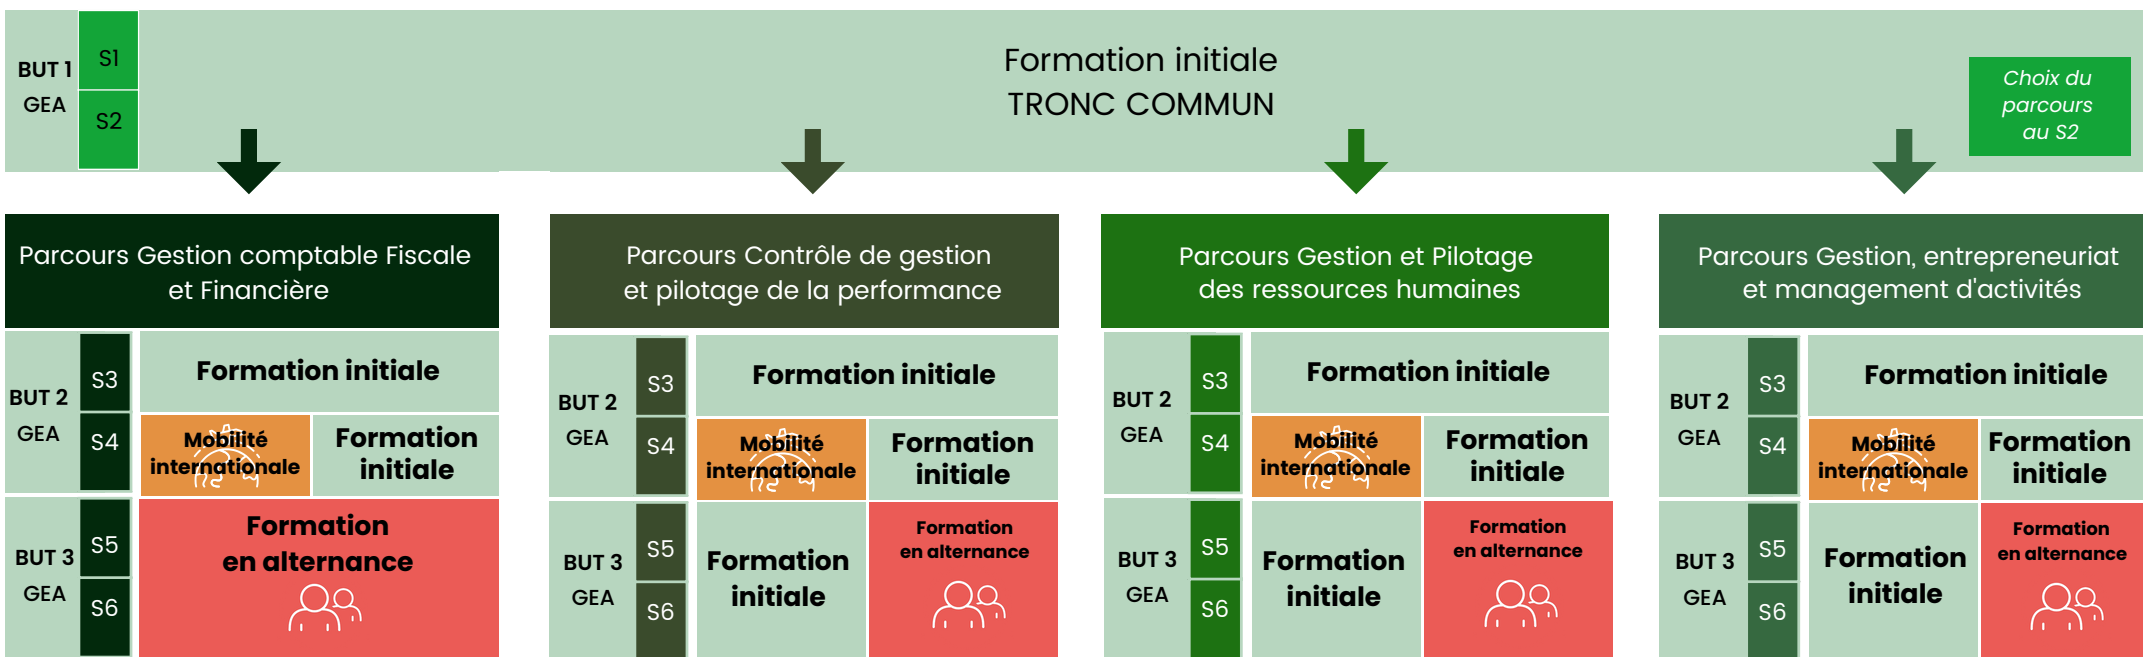 BUT 1
GEA
S1
S2
Formation initiale
TRONC COMMUN
Choix du
parcours
au S2
Parcours Gestion comptable Fiscale
et Financière
BUT 2
GEA
S3
S4
Formation initiale
Mobilité
internationale
Formation
initiale
BUT 3
GEA
S5
S6
Formation
en alternance
Parcours Contrôle de gestion
et pilotage de la performance
BUT 2
GEA
S3
S4
Formation initiale
Mobilité
internationale
Formation
initiale
BUT 3
GEA
S5
S6
Formation
initiale
Formation
en alternance
Parcours Gestion et Pilotage
des ressources humaines
BUT 2
GEA
S3
S4
Formation initiale
Mobilité
internationale
Formation
initiale
BUT 3
GEA
S5
S6
Formation
initiale
Formation
en alternance
Parcours Gestion, entrepreneuriat
et management d'activités
BUT 2
GEA
S3
S4
Formation initiale
Mobilité
internationale
Formation
initiale
BUT 3
GEA
S5
S6
Formation
initiale
Formation
en alternance